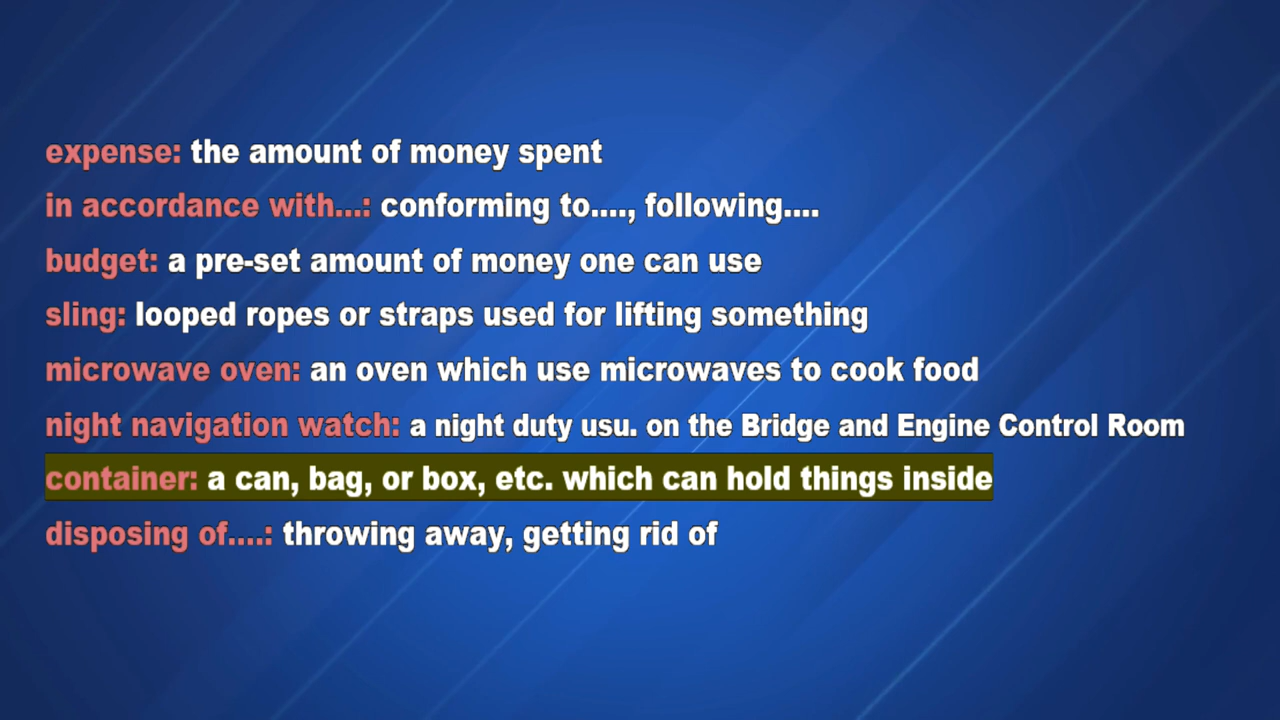 expense: the amount of money spent
in accordance with...: conforming to...., following....
budget: a pre-set amount of money one can use
sling: looped ropes or straps used for lifting something
microwave oven: an oven which use microwaves to cook food
night navigation watch: a night duty usu. on the Bridge and Engine Control Room
container: a can, bag, or box, etc. which can hold things inside
disposing of....: throwing away, getting rid of